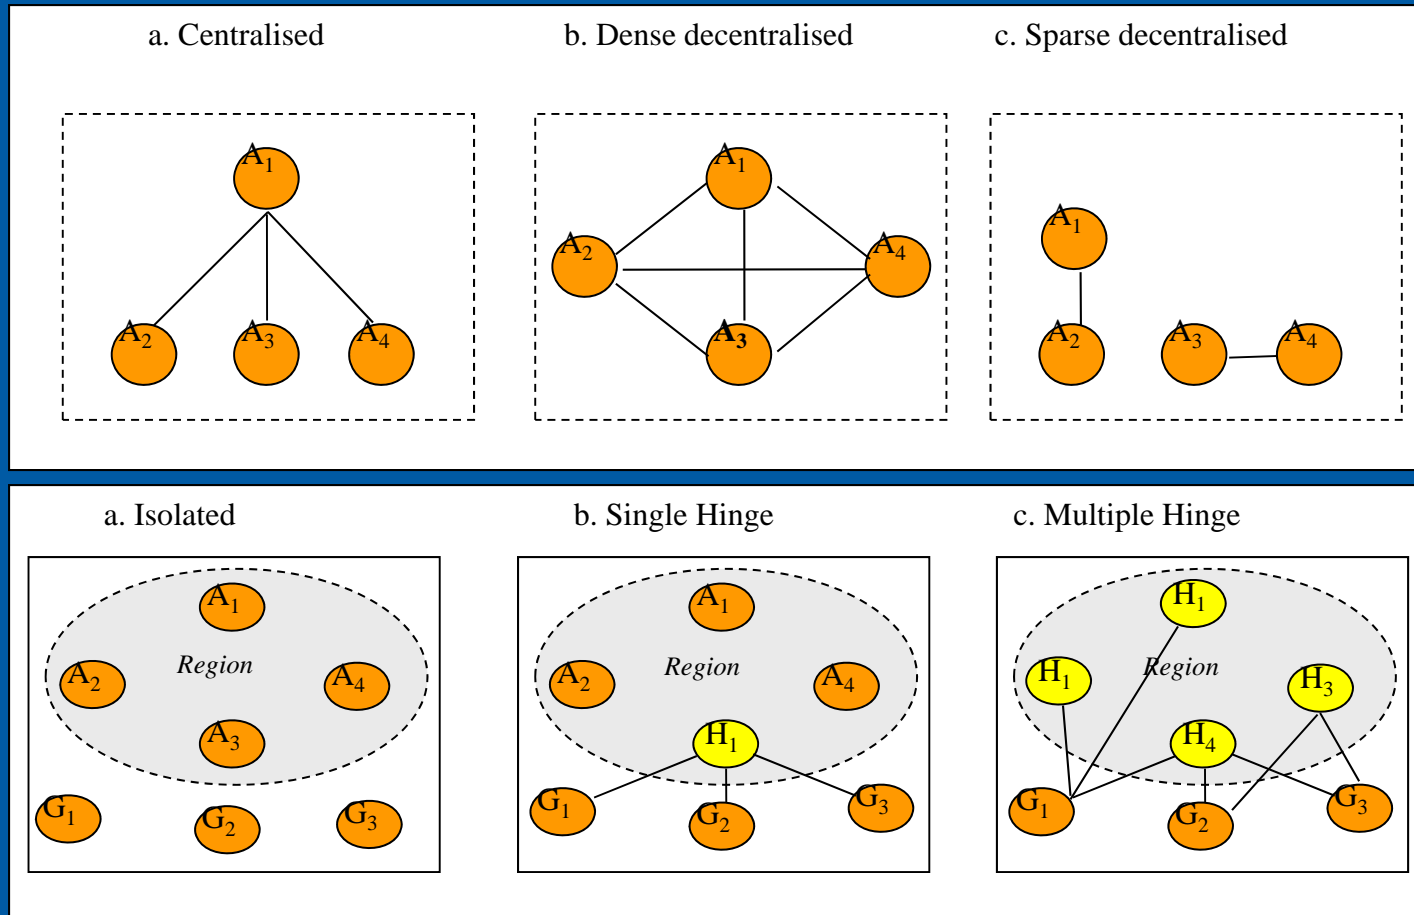 a. Centralised
b. Dense decentralised
c. Sparse decentralised
A1
A2
A3
A4
A1
A2
A4
A3
A1
A2
A3
A4
a. Isolated
b. Single Hinge
c. Multiple Hinge
A1
Region
A2
A4
A3
G1
G2
G3
A1
Region
A2
A4
H1
G1
G2
G3
H1
Region
H1
H3
H4
G1
G2
G3